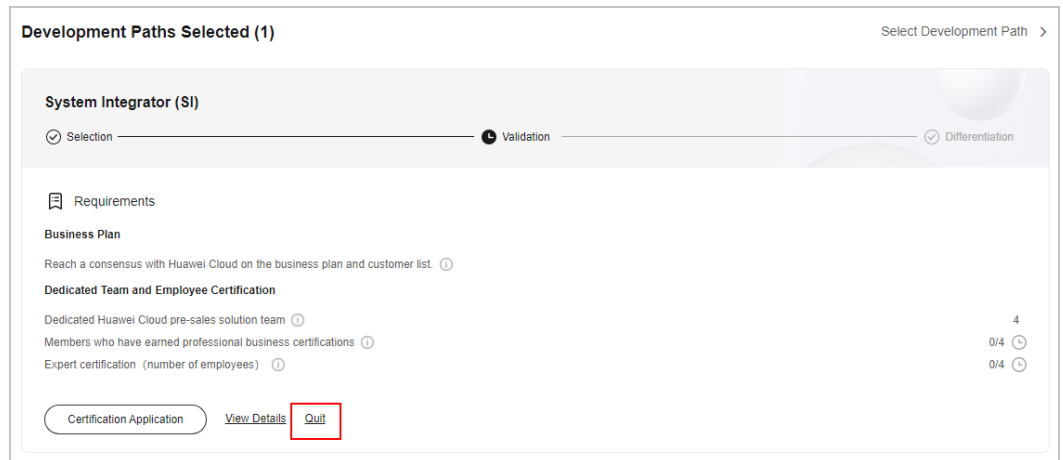 Development Paths Selected (1)
Select Development Path >
System Integrator (SI)
Selection
Validation
Differentiation
Requirements
Business Plan
Reach a consensus with Huawei Cloud on the business plan and customer list.
Dedicated Team and Employee Certification
Dedicated Huawei Cloud pre-sales solution team 4
Members who have earned professional business certifications 0/4
Expert certification (number of employees) 0/4
Certification Application View Details Quit